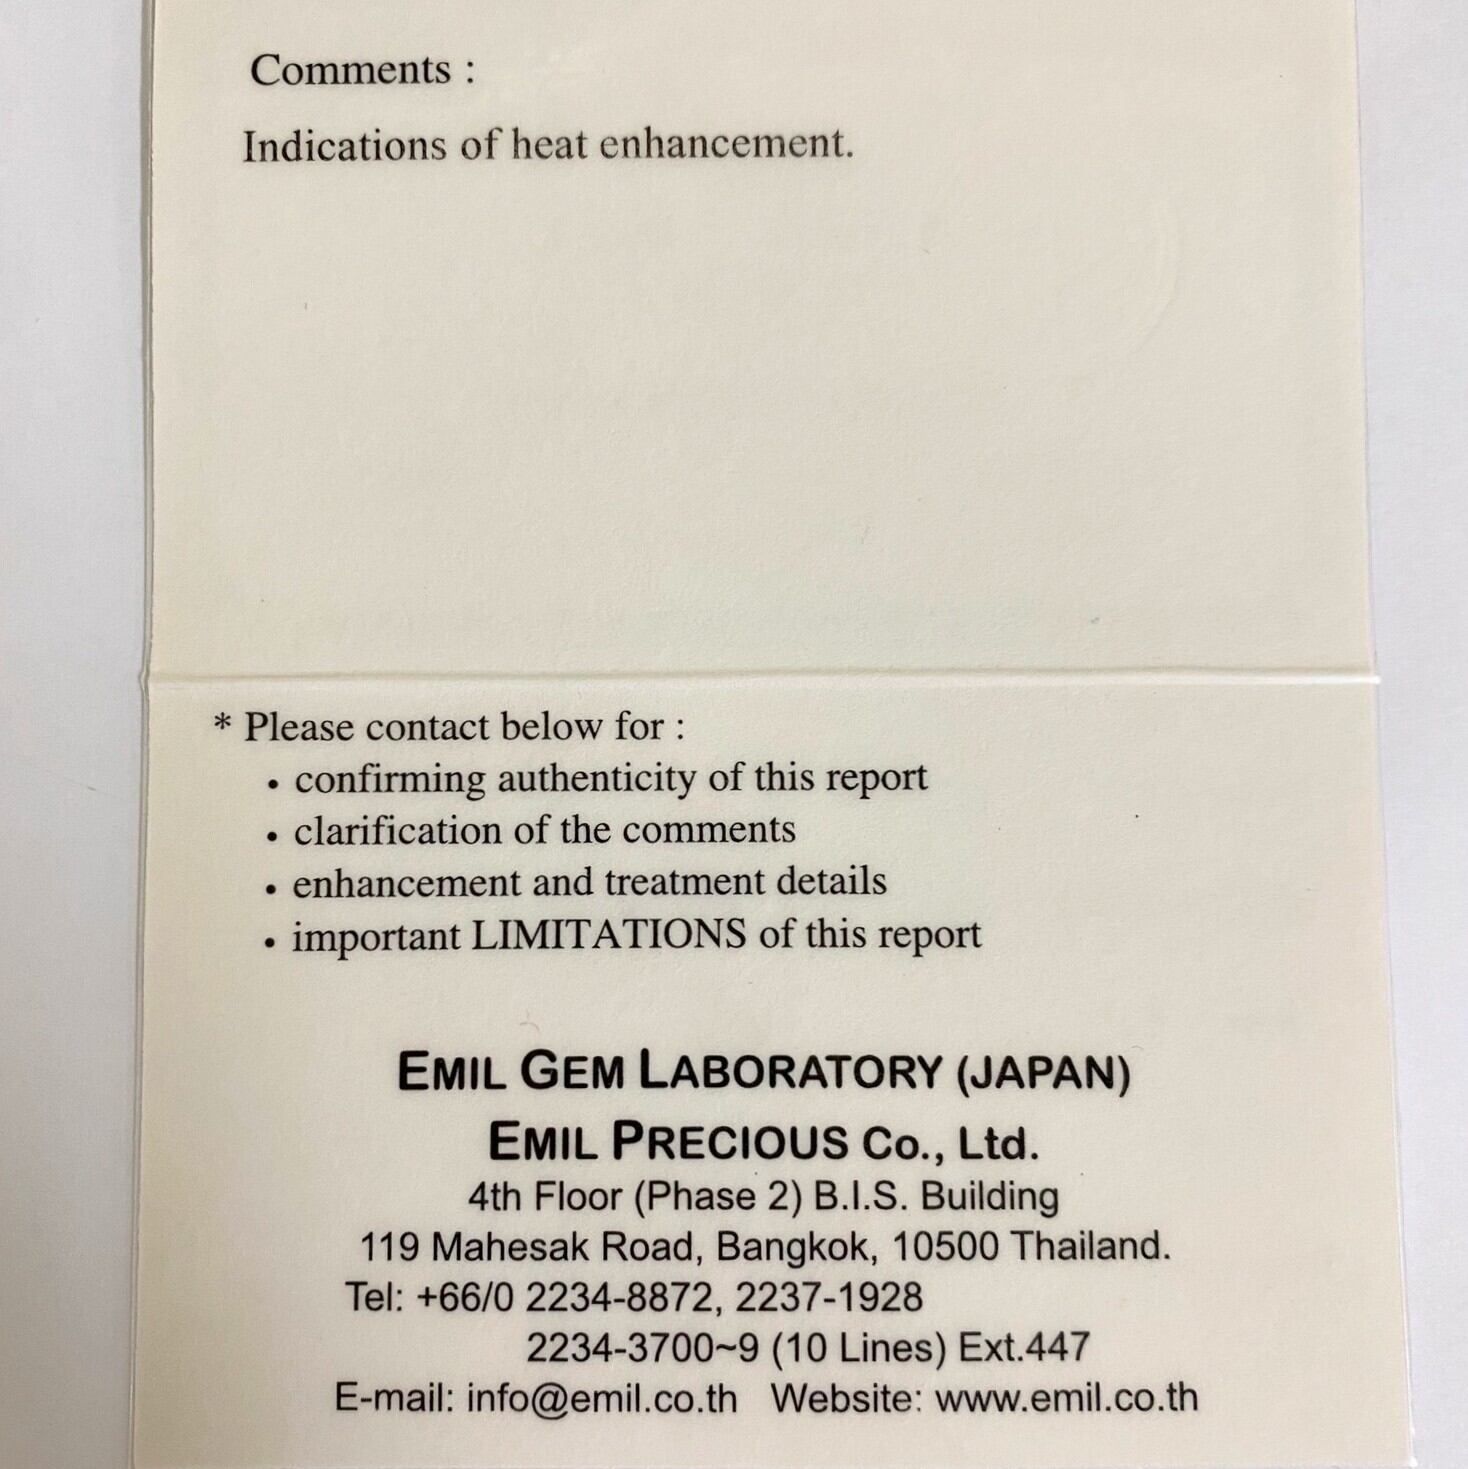 Comments :
Indications of heat enhancement.
* Please contact below for :
• confirming authenticity of this report
• clarification of the comments
• enhancement and treatment details
• important LIMITATIONS of this report
EMIL GEM LABORATORY (JAPAN)
EMIL PRECIOUS Co., Ltd.
4th Floor (Phase 2) B.I.S. Building
119 Mahesak Road, Bangkok, 10500 Thailand.
Tel: +66/0 2234-8872, 2237-1928
2234-3700~9 (10 Lines) Ext.447
E-mail: info@emil.co.th Website: www.emil.co.th